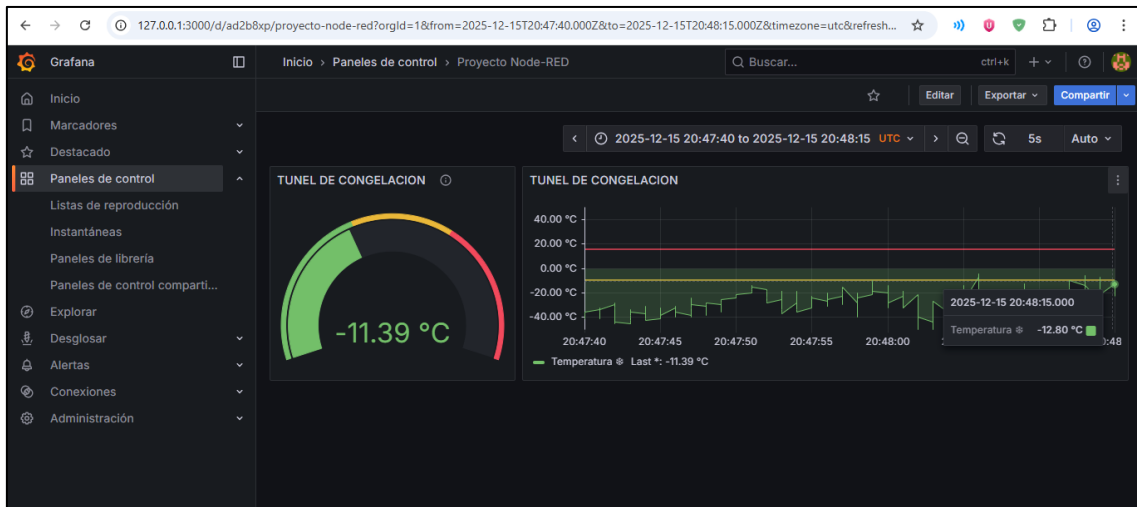 127.0.0.1:3000/d/ad2b8xp/proyecto-node-red?orgId=1&from=2025-12-15T20:47:40.000Z&to=2025-12-15T20:48:15.000Z&timezone=utc&refresh...
Grafana
Inicio > Paneles de control > Proyecto Node-RED
Buscar...
ctrl+k
Inicio
Marcadores
Destacado
Paneles de control
Listas de reproducción
Instantáneas
Paneles de librería
Paneles de control comparti...
Explorar
Desglosar
Alertas
Conexiones
Administración
Editar
Exportar
Compartir
2025-12-15 20:47:40 to 2025-12-15 20:48:15 UTC
5s
Auto
TUNEL DE CONGELACION
-11.39 °C
TUNEL DE CONGELACION
40.00 °C
20.00 °C
0.00 °C
-20.00 °C
-40.00 °C
20:47:40 20:47:45 20:47:50 20:47:55 20:48:00
:48
2025-12-15 20:48:15.000
Temperatura ❄ -12.80 °C
Temperatura ❄ Last *: -11.39 °C